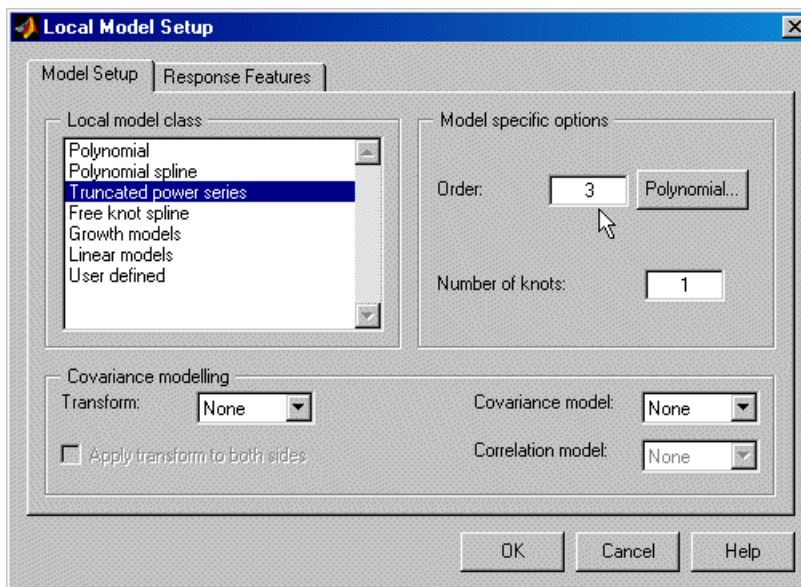 Local Model Setup
Model Setup
Response Features
Local model class
Polynomial
Polynomial spline
Truncated power series
Free knot spline
Growth models
Linear models
User defined
Model specific options
Order:
3
Polynomial...
Number of knots:
1
Covariance modelling
Transform:
None
Apply transform to both sides
Covariance model:
None
Correlation model:
None
OK
Cancel
Help